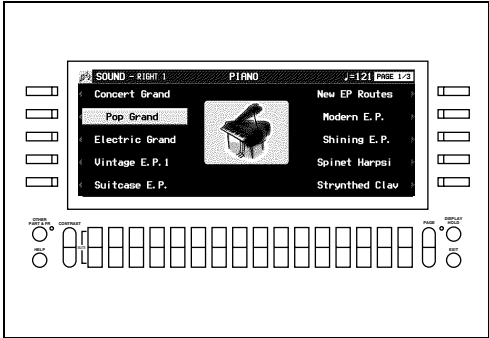 SOUND – RIGHT 1 PIANO ♩=121 PAGE 1/3
Concert Grand New EP Routes
Pop Grand Modern E.P.
Electric Grand Shining E.P.
Vintage E.P.1 Spinet Harpsi
Suitcase E.P. Strynthed Clav
OTHER PART & PR CONTRAST PAGE DISPLAY HOLD
HELP EXIT